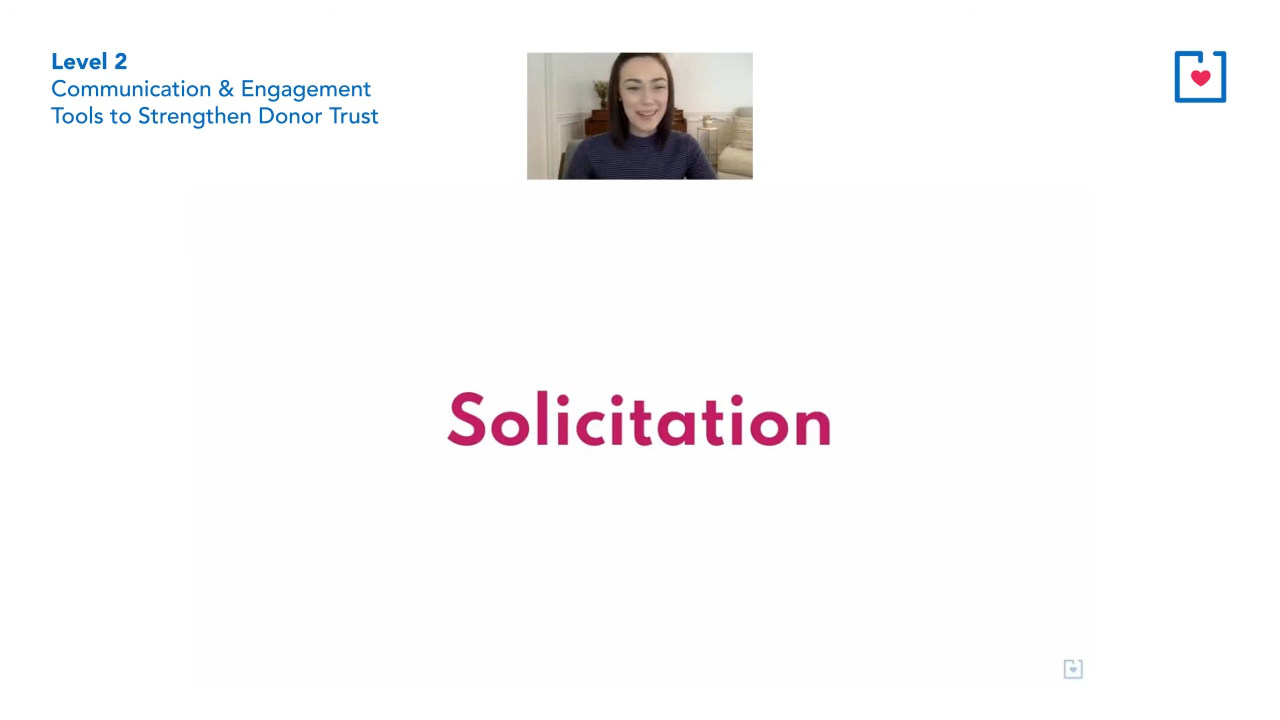 Level 2
Communication & Engagement
Tools to Strengthen Donor Trust
Solicitation